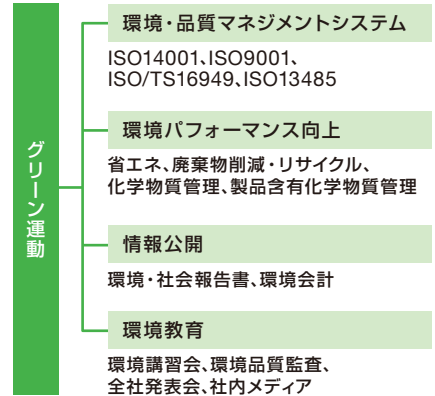 グリーン運動
環境・品質マネジメントシステム
ISO14001、ISO9001、
ISO/TS16949、ISO13485
環境パフォーマンス向上
省エネ、廃棄物削減・リサイクル、
化学物質管理、製品含有化学物質管理
情報公開
環境・社会報告書、環境会計
環境教育
環境講習会、環境品質監査、
全社発表会、社内メディア